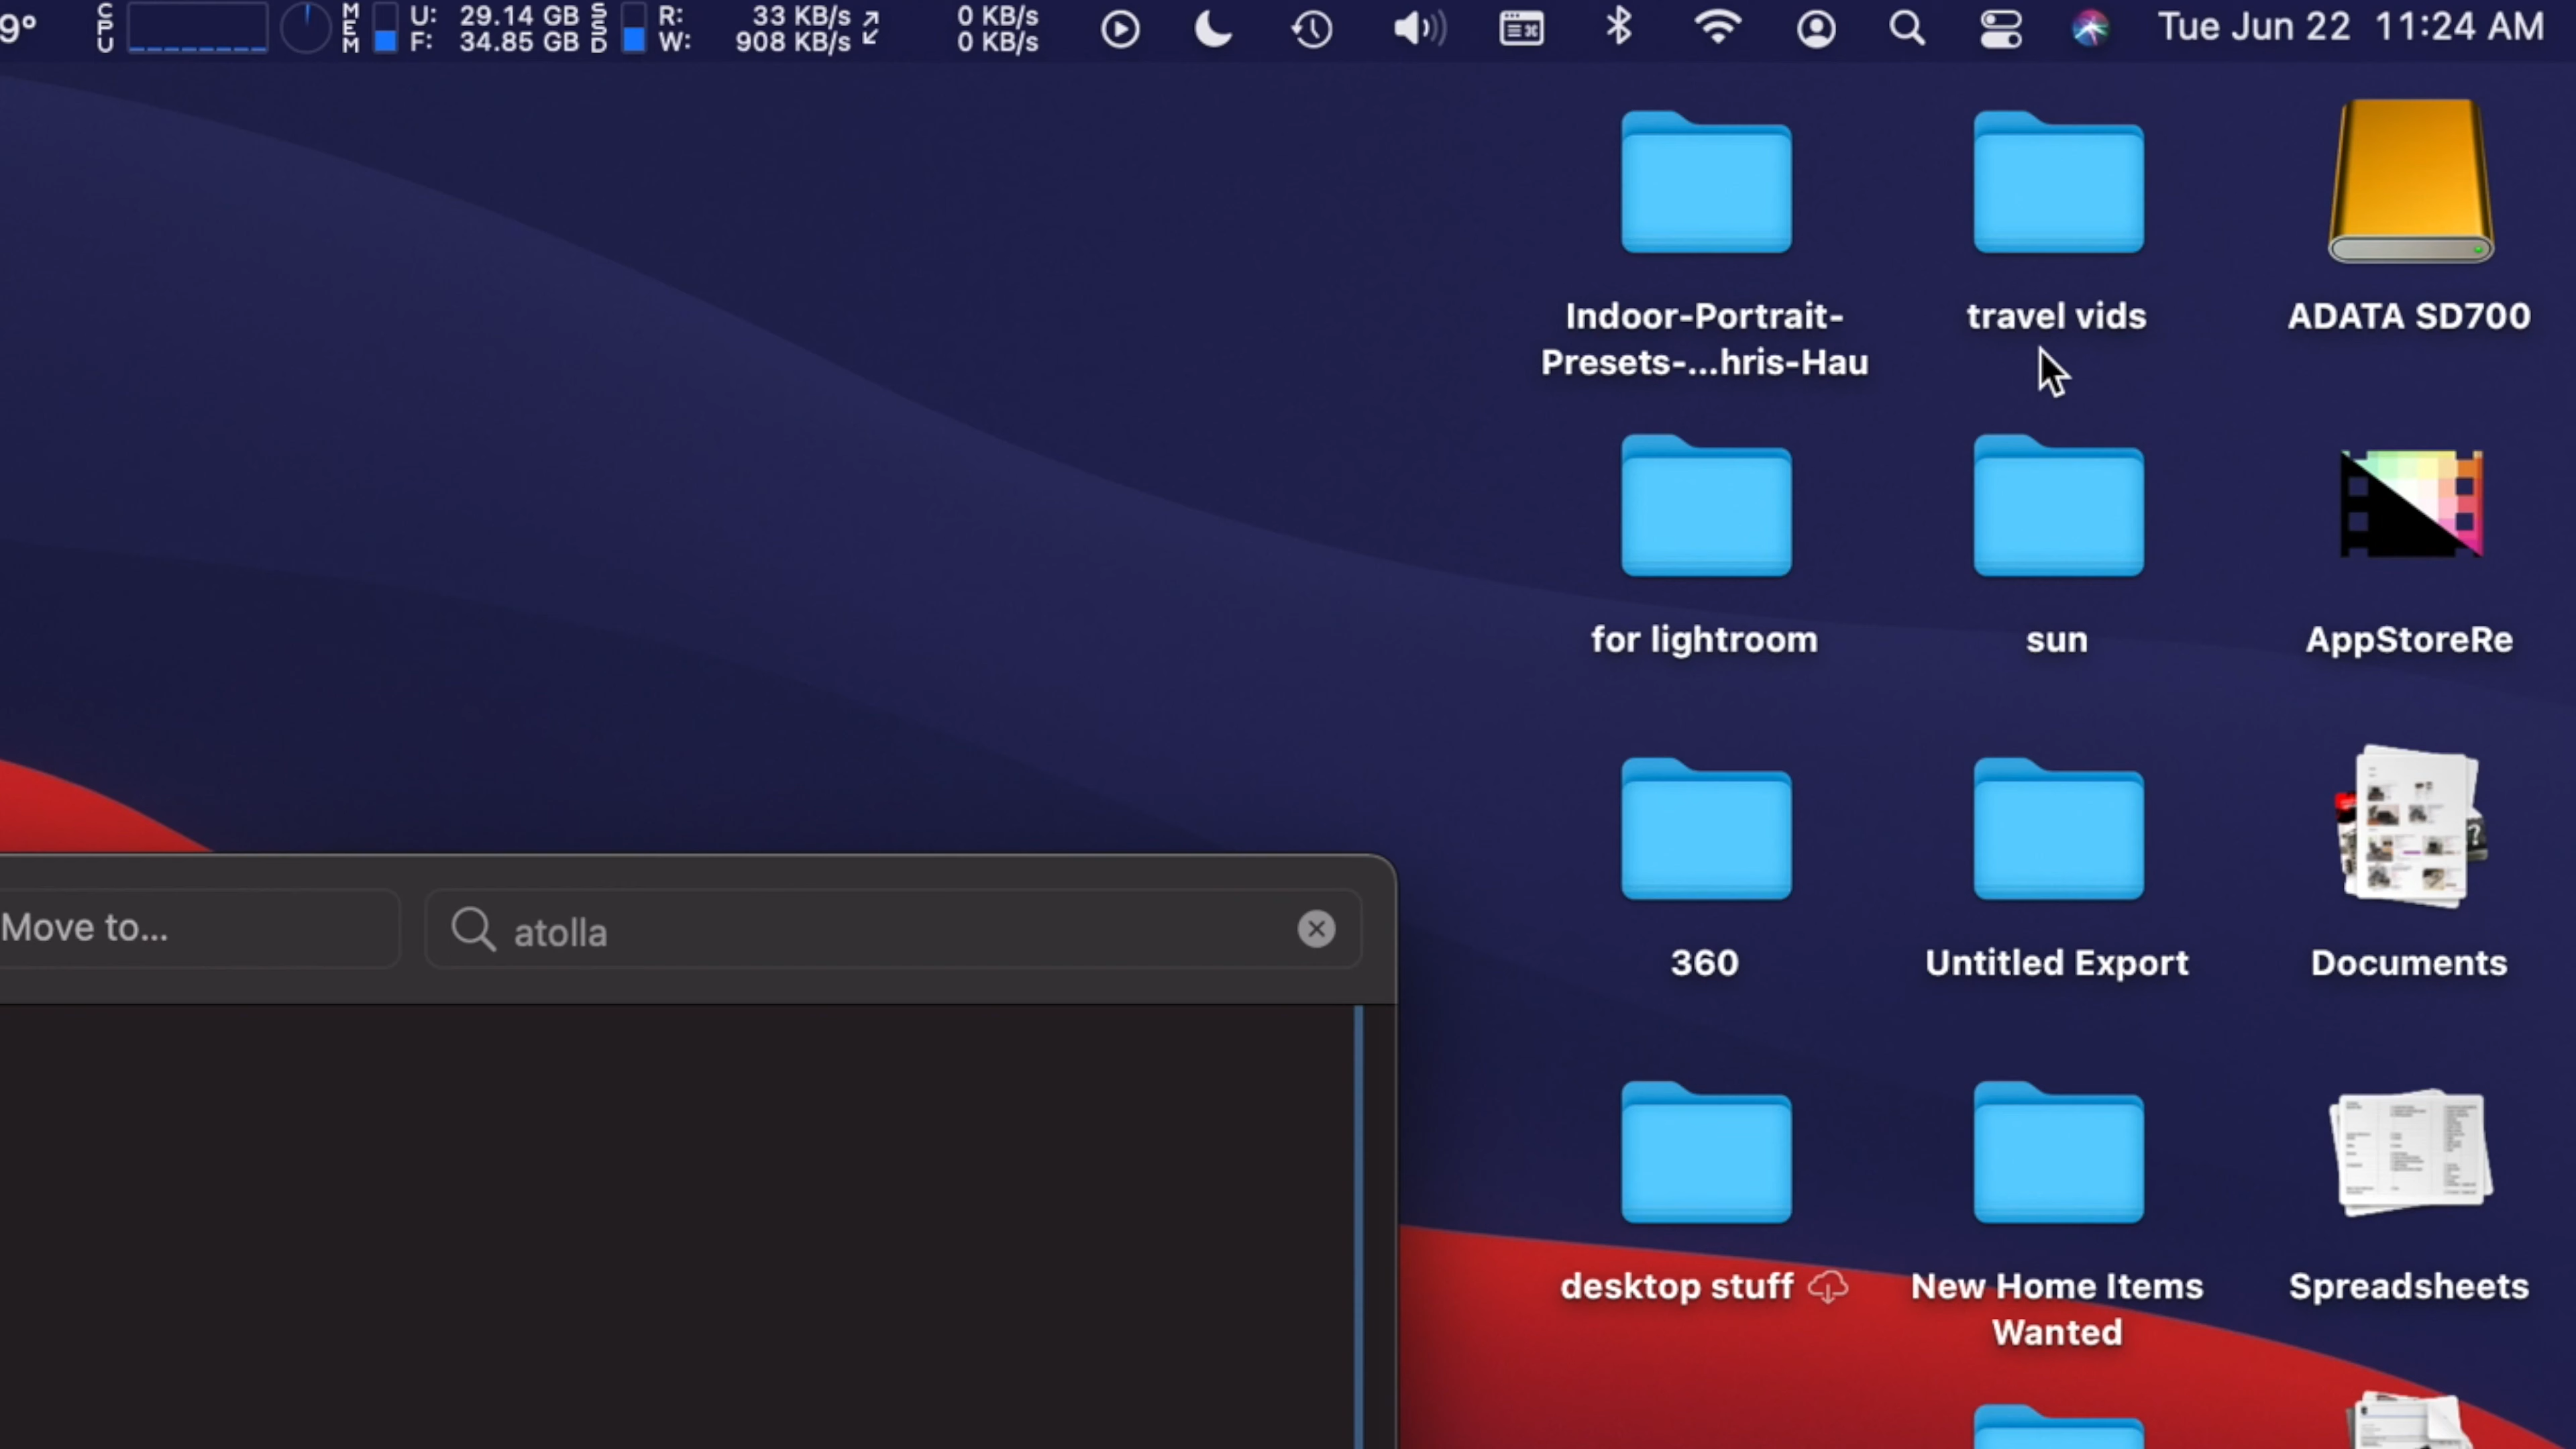 9° CPU MEM U: 29.14 GB SSD R: 33 KB/s 0 KB/s Tue Jun 22 11:24 AM
F: 34.85 GB W: 908 KB/s 0 KB/s
Indoor-Portrait-
Presets-...hris-Hau
travel vids
ADATA SD700
for lightroom
sun
AppStoreRe
360
Untitled Export
Documents
Move to...
atolla
desktop stuff
New Home Items
Wanted
Spreadsheets